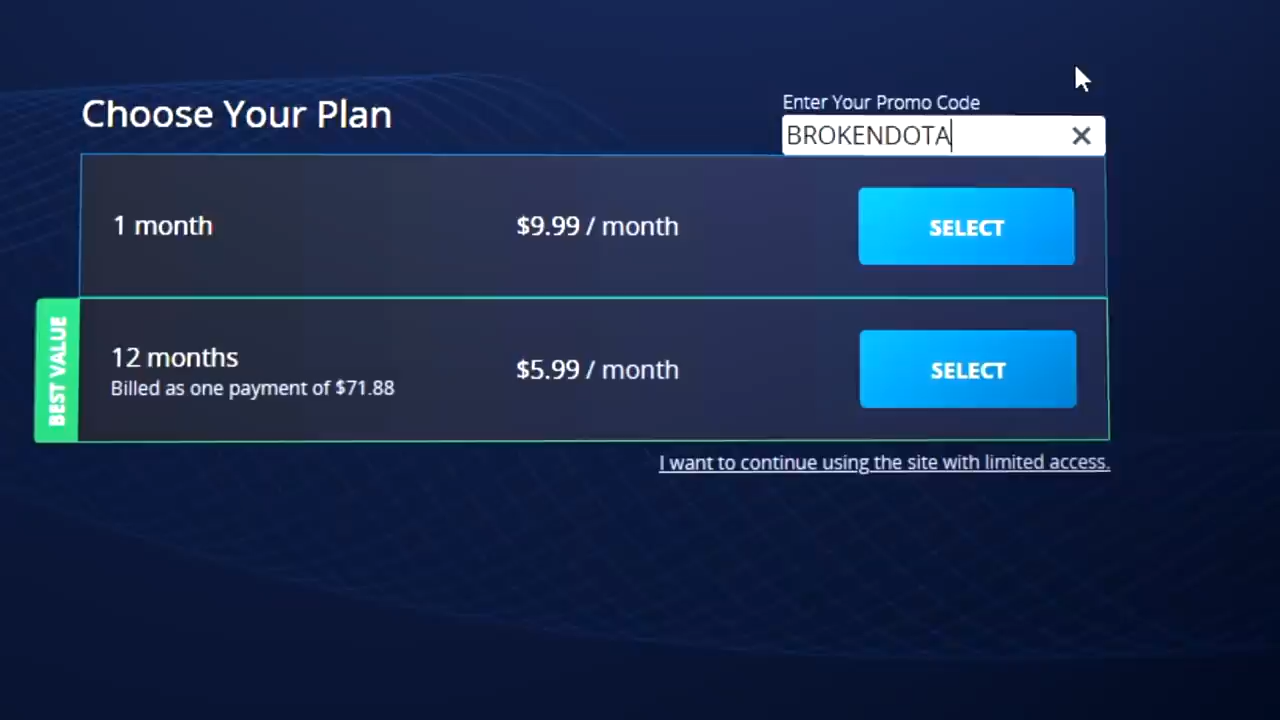 Choose Your Plan
Enter Your Promo Code
BROKENDOTA
1 month
$9.99 / month
SELECT
BEST VALUE
12 months
Billed as one payment of $71.88
$5.99 / month
SELECT
I want to continue using the site with limited access.